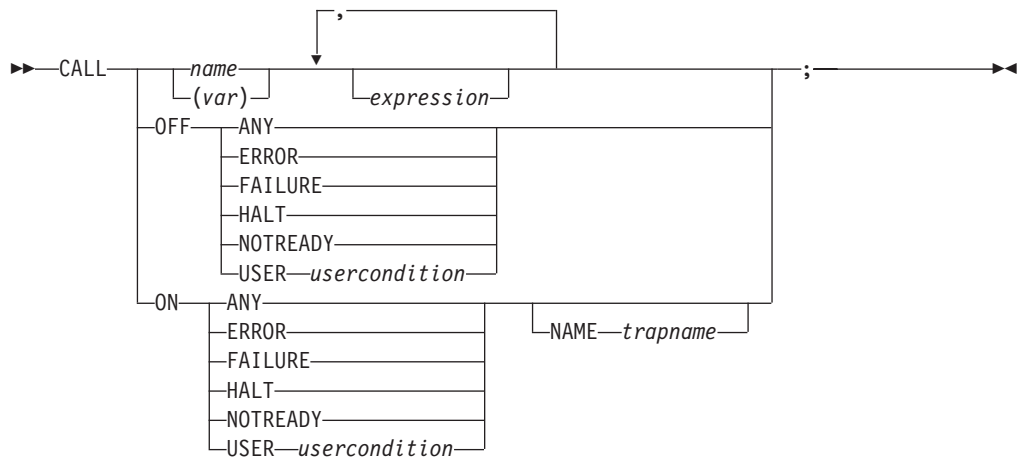 ,
CALL name ;
(var) expression
OFF ANY
ERROR
FAILURE
HALT
NOTREADY
USER usercondition
ON ANY
ERROR NAME trapname
FAILURE
HALT
NOTREADY
USER usercondition